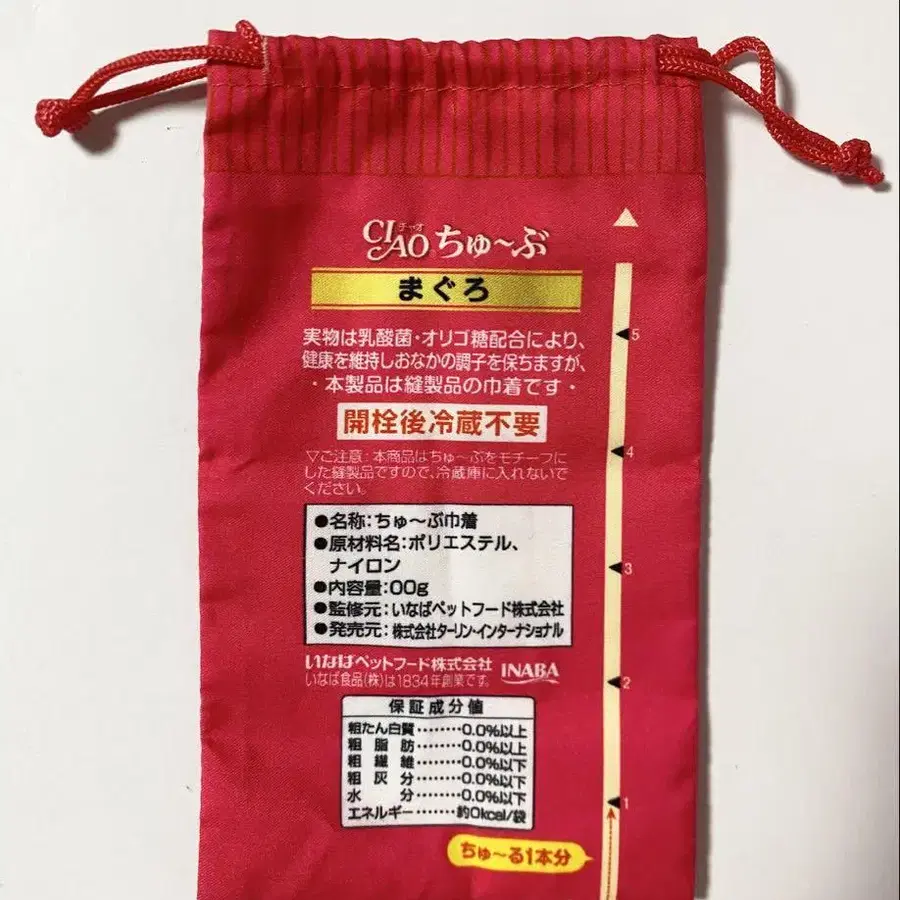 CIAO チャオ ちゅ〜ぶ
まぐろ
実物は乳酸菌・オリゴ糖配合により、
健康を維持しおなかの調子を保ちますが、
・本製品は縫製品の巾着です・
開栓後冷蔵不要
▽ご注意：本商品はちゅ〜ぶをモチーフに
した縫製品ですので、冷蔵庫に入れないで
ください。
●名称：ちゅ〜ぶ巾着
●原材料名：ポリエステル、
ナイロン
●内容量：00g
●監修元：いなばペットフード株式会社
●発売元：株式会社ターリン・インターナショナル
いなばペットフード株式会社
いなば食品(株)は1834年創業です。
INABA
保証成分値
粗たん白質……0.0%以上
粗脂肪……0.0%以上
粗繊維……0.0%以下
粗灰分……0.0%以下
水分……0.0%以下
エネルギー……約0kcal/袋
5
4
3
2
1
ちゅ〜る1本分